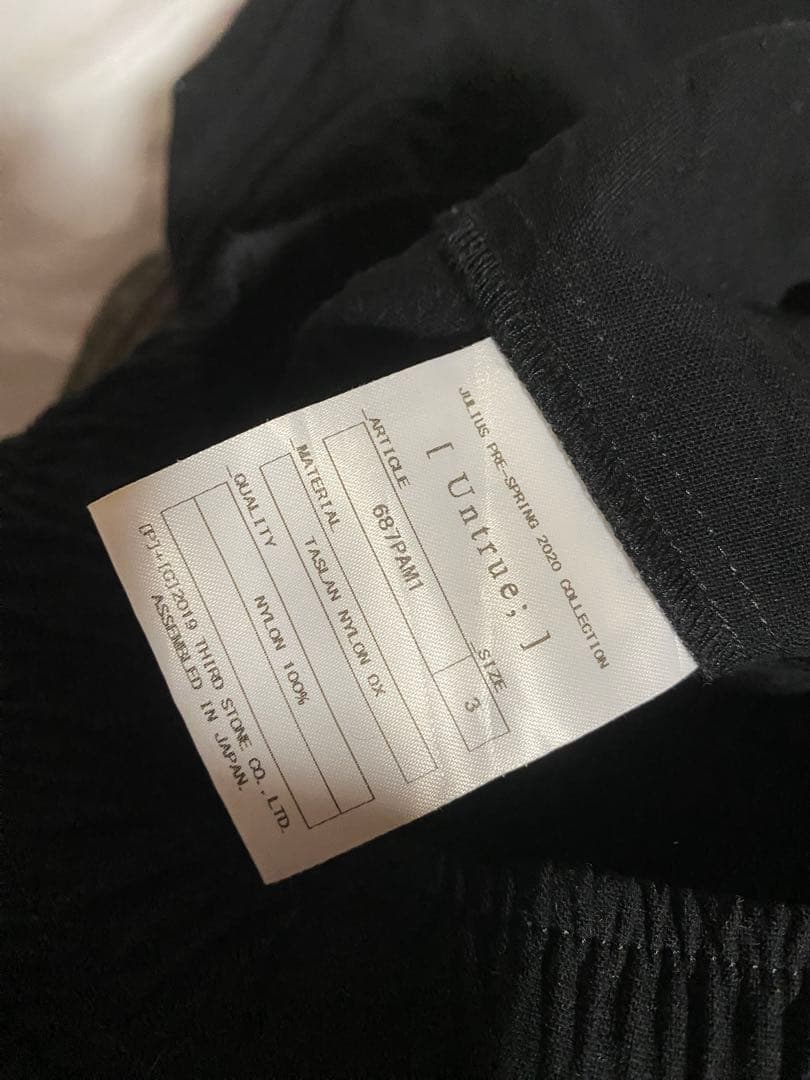 JULIUS PRE-SPRING 2020 COLLECTION
[ Untrue; ]
ARTICLE SIZE
687PAM1 3
MATERIAL
TASLAN NYLON OX
QUALITY
NYLON 100%
(P)+(C)2019 THIRD STONE CO.,LTD.
ASSEMBLED IN JAPAN.